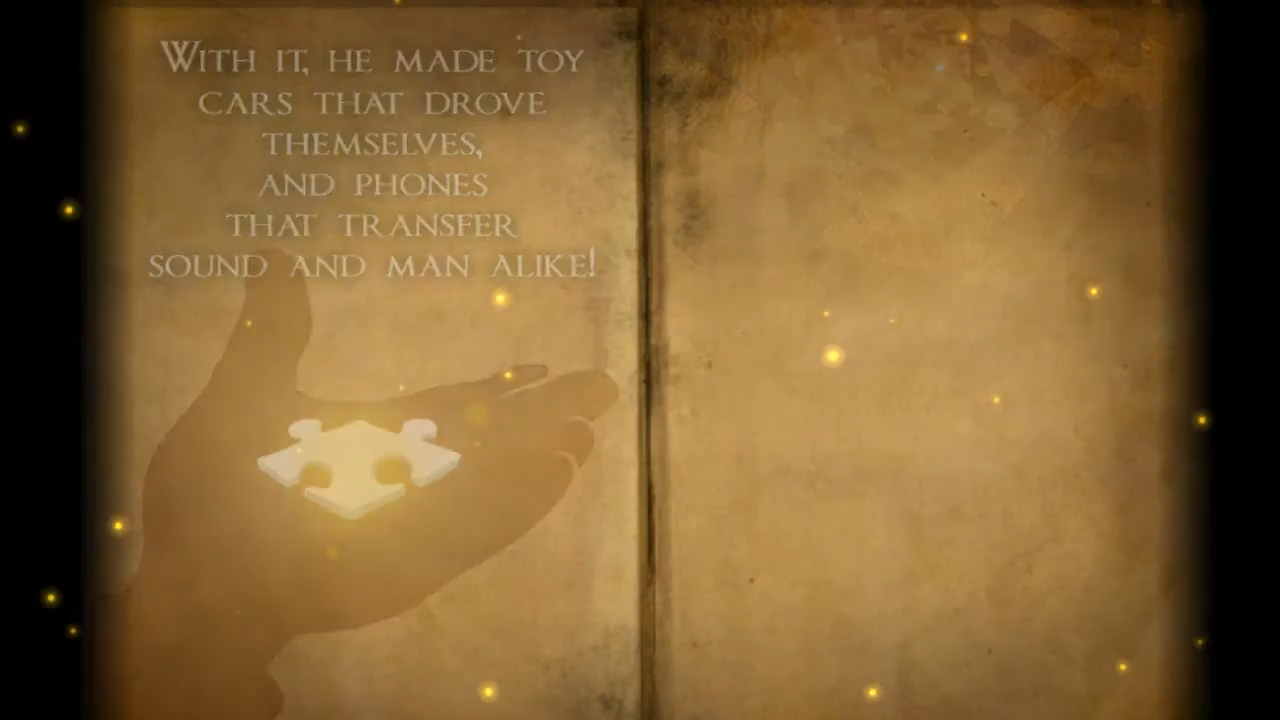 With it, he made toy
cars that drove
themselves,
and phones
that transfer
sound and man alike!